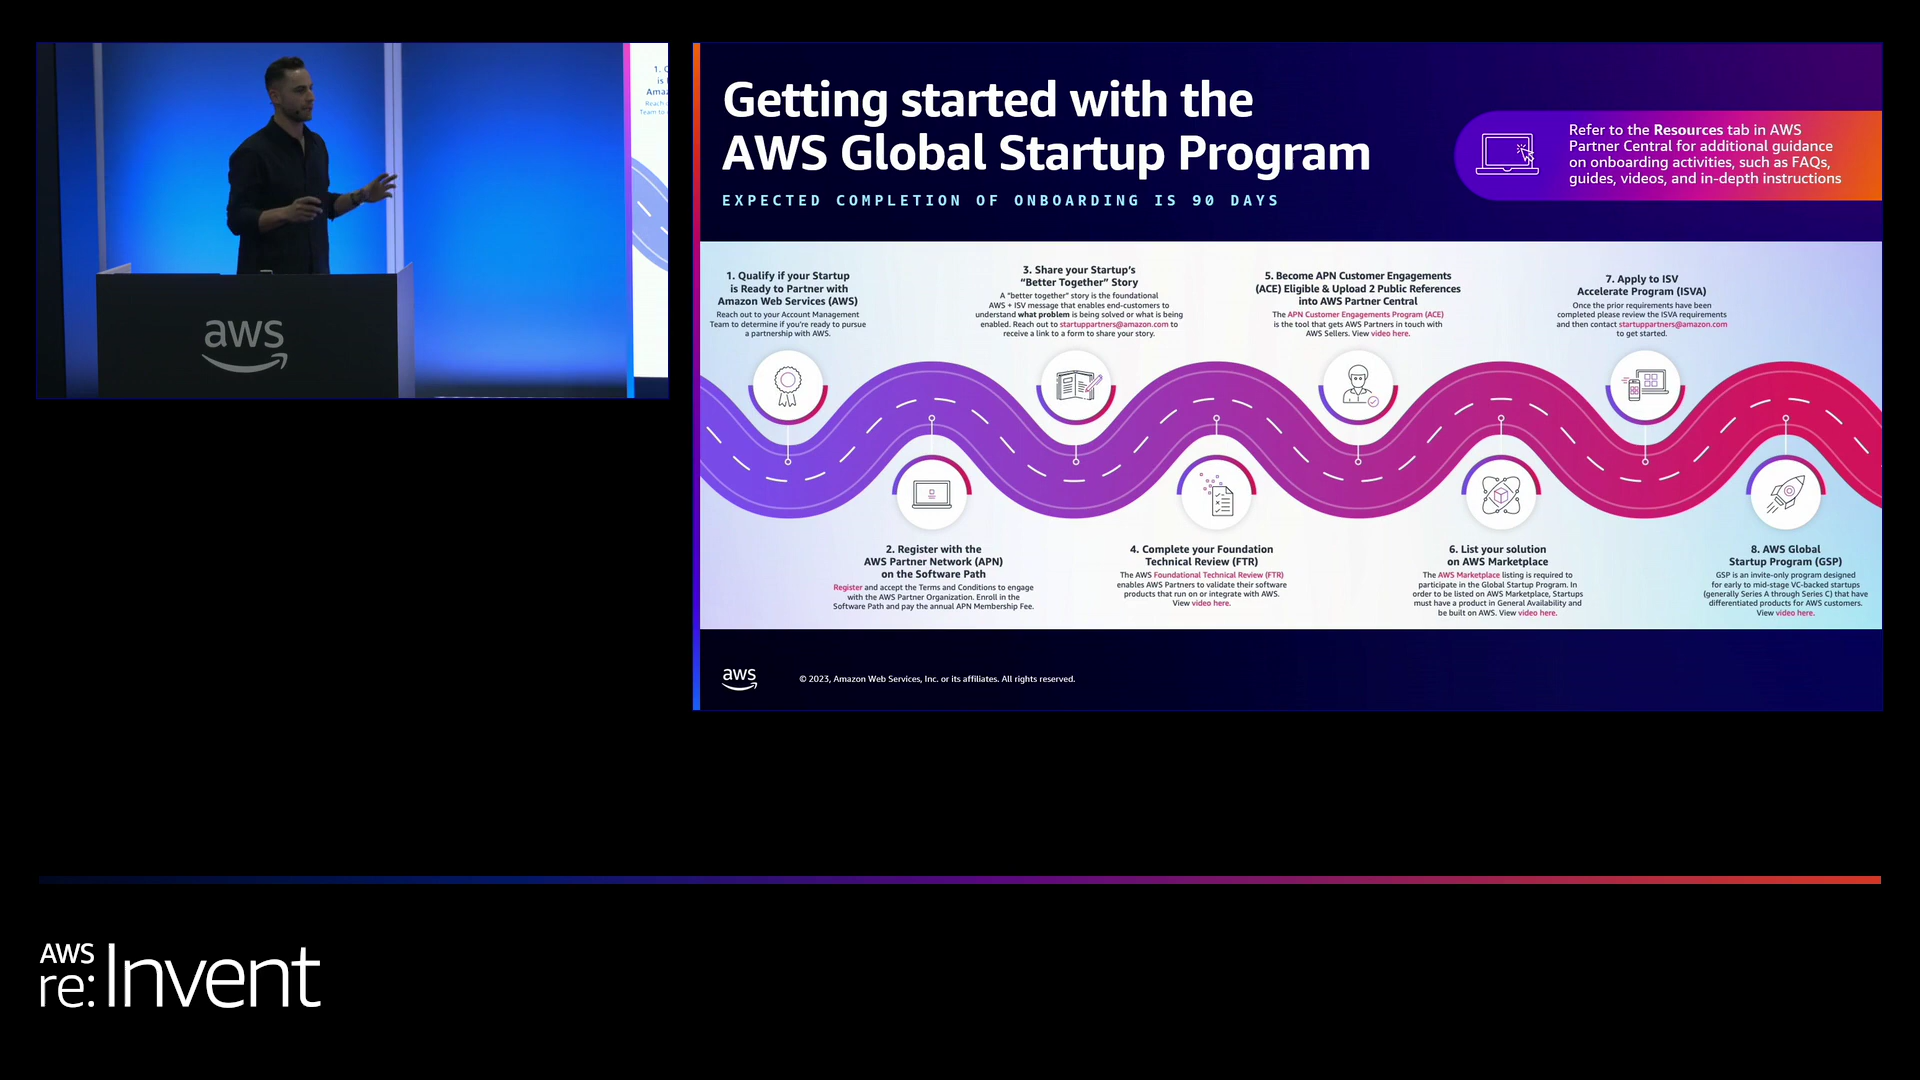 Getting started with the
AWS Global Startup Program
EXPECTED COMPLETION OF ONBOARDING IS 90 DAYS
Refer to the Resources tab in AWS
Partner Central for additional guidance
on onboarding activities, such as FAQs,
guides, videos, and in-depth instructions
1. Qualify if your Startup
is Ready to Partner with
Amazon Web Services (AWS)
Reach out to your Account Management
Team to determine if you're ready to pursue
a partnership with AWS.
2. Register with the
AWS Partner Network (APN)
on the Software Path
Register and accept the Terms and Conditions to engage
with the AWS Partner Organization. Enroll in the
Software Path and pay the annual APN Membership Fee.
3. Share your Startup's
“Better Together” Story
A “better together” story is the foundational
AWS + ISV message that enables end-customers to
understand what problem is being solved or what is being
enabled. Reach out to startuppartners@amazon.com to
receive a link to a form to share your story.
4. Complete your Foundation
Technical Review (FTR)
The AWS Foundational Technical Review (FTR)
enables AWS Partners to validate their software
products that run on or integrate with AWS.
View video here.
5. Become APN Customer Engagements
(ACE) Eligible & Upload 2 Public References
into AWS Partner Central
The APN Customer Engagements Program (ACE)
is the tool that gets AWS Partners in touch with
AWS Sellers. View video here.
6. List your solution
on AWS Marketplace
The AWS Marketplace listing is required to
participate in the Global Startup Program. In
order to be listed on AWS Marketplace, Startups
must have a product in General Availability and
be built on AWS. View video here.
7. Apply to ISV
Accelerate Program (ISVA)
Once the prior requirements have been
completed please review the ISVA requirements
and then contact startuppartners@amazon.com
to get started.
8. AWS Global
Startup Program (GSP)
GSP is an invite-only program designed
for early to mid-stage VC-backed startups
(generally Series A through Series C) that have
differentiated products for AWS customers.
View video here.
aws
© 2023, Amazon Web Services, Inc. or its affiliates. All rights reserved.
aws
AWS
re:Invent